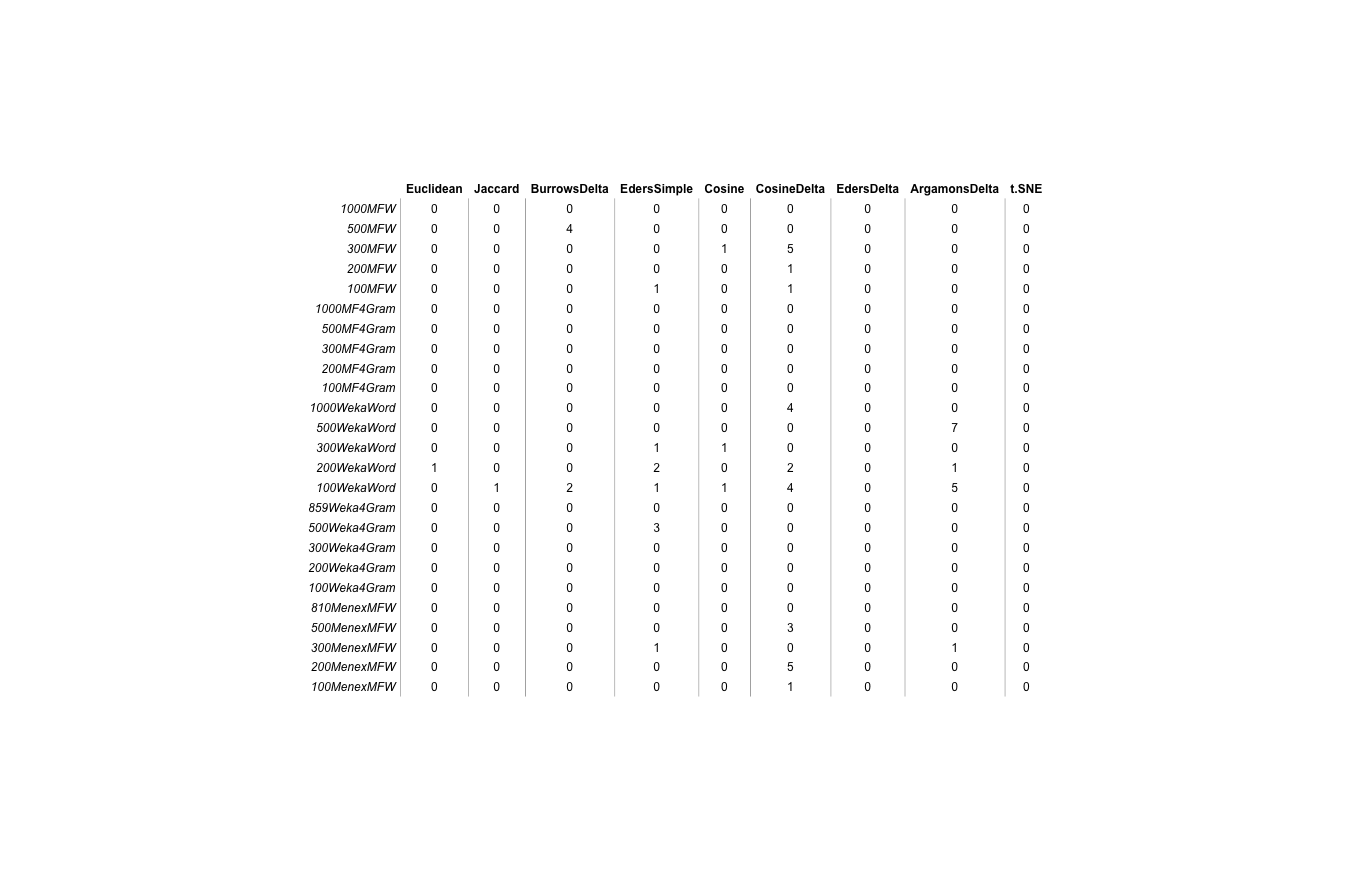 Euclidean Jaccard BurrowsDelta EdersSimple Cosine CosineDelta EdersDelta ArgamonsDelta t.SNE
1000MFW 0 0 0 0 0 0 0 0 0
500MFW 0 0 4 0 0 0 0 0 0
300MFW 0 0 0 0 1 5 0 0 0
200MFW 0 0 0 0 0 1 0 0 0
100MFW 0 0 0 1 0 1 0 0 0
1000MF4Gram 0 0 0 0 0 0 0 0 0
500MF4Gram 0 0 0 0 0 0 0 0 0
300MF4Gram 0 0 0 0 0 0 0 0 0
200MF4Gram 0 0 0 0 0 0 0 0 0
100MF4Gram 0 0 0 0 0 0 0 0 0
1000WekaWord 0 0 0 0 0 4 0 0 0
500WekaWord 0 0 0 0 0 0 0 7 0
300WekaWord 0 0 0 1 1 0 0 0 0
200WekaWord 1 0 0 2 0 2 0 1 0
100WekaWord 0 1 2 1 1 4 0 5 0
859Weka4Gram 0 0 0 0 0 0 0 0 0
500Weka4Gram 0 0 0 3 0 0 0 0 0
300Weka4Gram 0 0 0 0 0 0 0 0 0
200Weka4Gram 0 0 0 0 0 0 0 0 0
100Weka4Gram 0 0 0 0 0 0 0 0 0
810MenexMFW 0 0 0 0 0 0 0 0 0
500MenexMFW 0 0 0 0 0 3 0 0 0
300MenexMFW 0 0 0 1 0 0 0 1 0
200MenexMFW 0 0 0 0 0 5 0 0 0
100MenexMFW 0 0 0 0 0 1 0 0 0